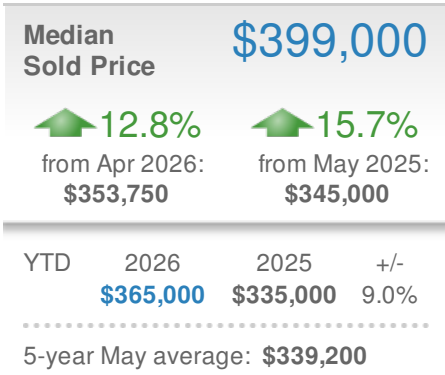 Median
Sold Price
$399,000
12.8% 15.7%
from Apr 2026: from May 2025:
$353,750 $345,000
YTD 2026 2025 +/-
$365,000 $335,000 9.0%
5-year May average: $339,200